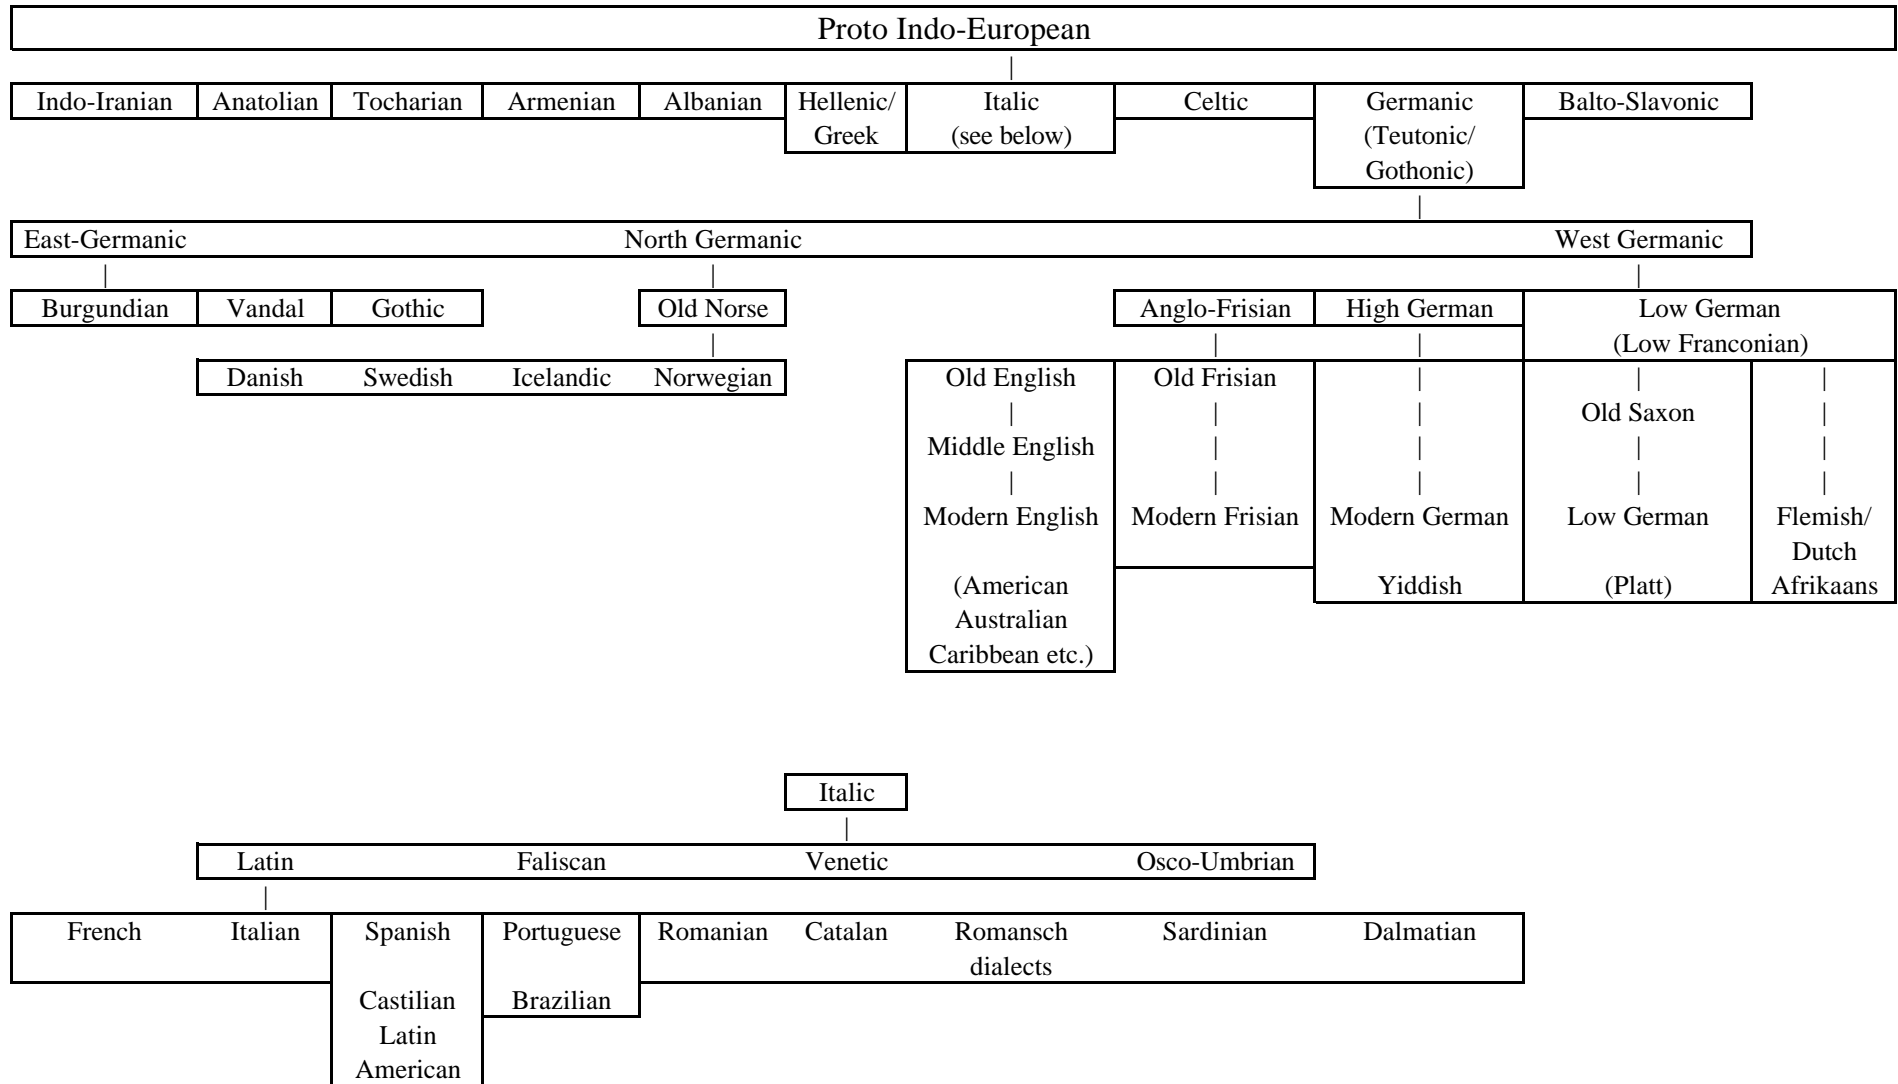 Proto Indo-European
|
Indo-Iranian Anatolian Tocharian Armenian Albanian Hellenic/ Italic Celtic Germanic Balto-Slavonic
Greek (see below) (Teutonic/
Gothonic)
|
East-Germanic North Germanic West Germanic
| | |
Burgundian Vandal Gothic Old Norse Anglo-Frisian High German Low German
| | | (Low Franconian)
Danish Swedish Icelandic Norwegian Old English Old Frisian | | |
| | | Old Saxon |
Middle English | | | |
| | | | |
Modern English Modern Frisian Modern German Low German Flemish/
Dutch
(American Yiddish (Platt) Afrikaans
Australian
Caribbean etc.)
Italic
|
Latin Faliscan Venetic Osco-Umbrian
|
French Italian Spanish Portuguese Romanian Catalan Romansch Sardinian Dalmatian
dialects
Castilian Brazilian
Latin
American